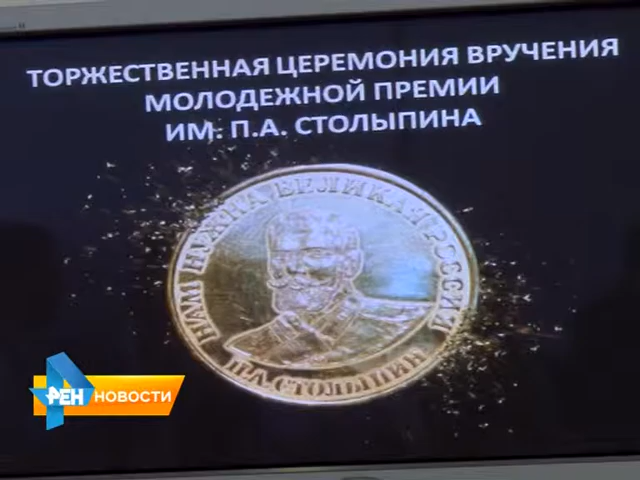 ТОРЖЕСТВЕННАЯ ЦЕРЕМОНИЯ ВРУЧЕНИЯ
МОЛОДЕЖНОЙ ПРЕМИИ
ИМ. П.А. СТОЛЫПИНА
НАМ НУЖНА ВЕЛИКАЯ РОССИЯ
П.А. СТОЛЫПИН
РЕН НОВОСТИ